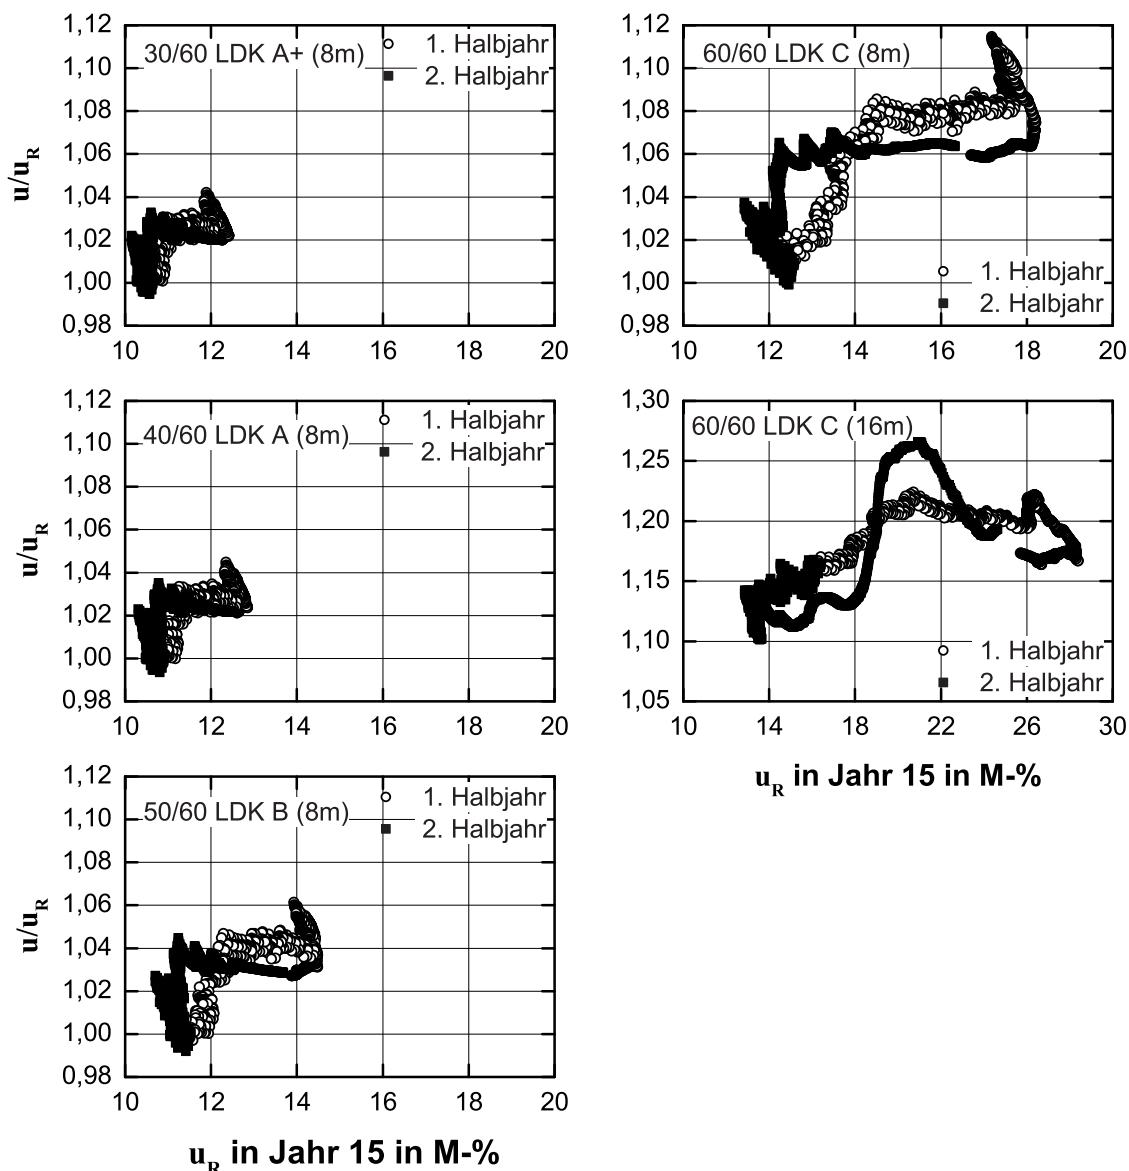 1,12
1,10
1,08
1,06
1,04
1,02
1,00
0,98
u/u_R
30/60 LDK A+ (8m)
1. Halbjahr
2. Halbjahr
10 12 14 16 18 20
1,12
1,10
1,08
1,06
1,04
1,02
1,00
0,98
60/60 LDK C (8m)
1. Halbjahr
2. Halbjahr
10 12 14 16 18 20
1,12
1,10
1,08
1,06
1,04
1,02
1,00
0,98
u/u_R
40/60 LDK A (8m)
1. Halbjahr
2. Halbjahr
10 12 14 16 18 20
1,30
1,25
1,20
1,15
1,10
1,05
60/60 LDK C (16m)
1. Halbjahr
2. Halbjahr
10 14 18 22 26 30
u_R in Jahr 15 in M-%
1,12
1,10
1,08
1,06
1,04
1,02
1,00
0,98
u/u_R
50/60 LDK B (8m)
1. Halbjahr
2. Halbjahr
10 12 14 16 18 20
u_R in Jahr 15 in M-%